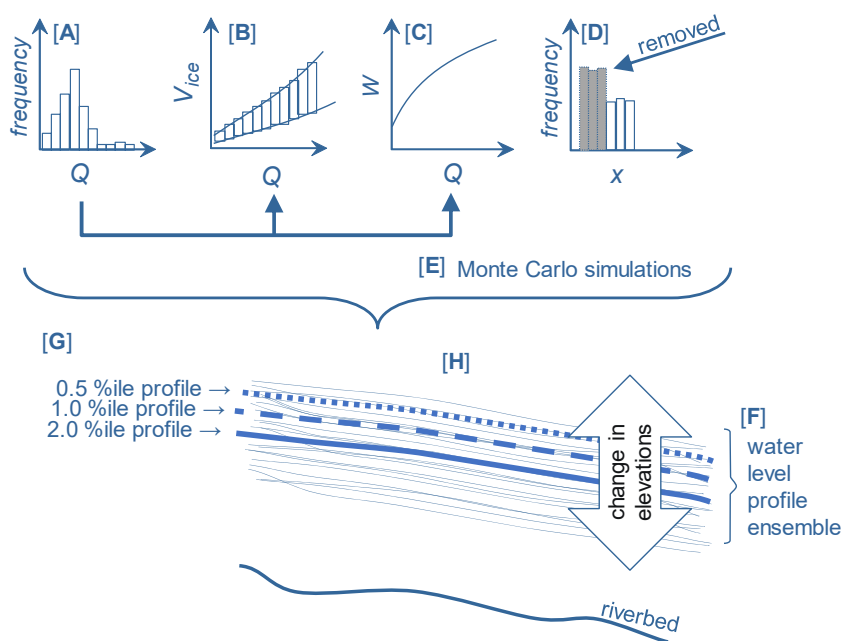 [A]
frequency
Q
[B]
V_ice
Q
[C]
W
Q
[D]
frequency
x
removed
[E] Monte Carlo simulations
[G]
0.5 %ile profile →
1.0 %ile profile →
2.0 %ile profile →
[H]
change in
elevations
[F]
water
level
profile
ensemble
riverbed